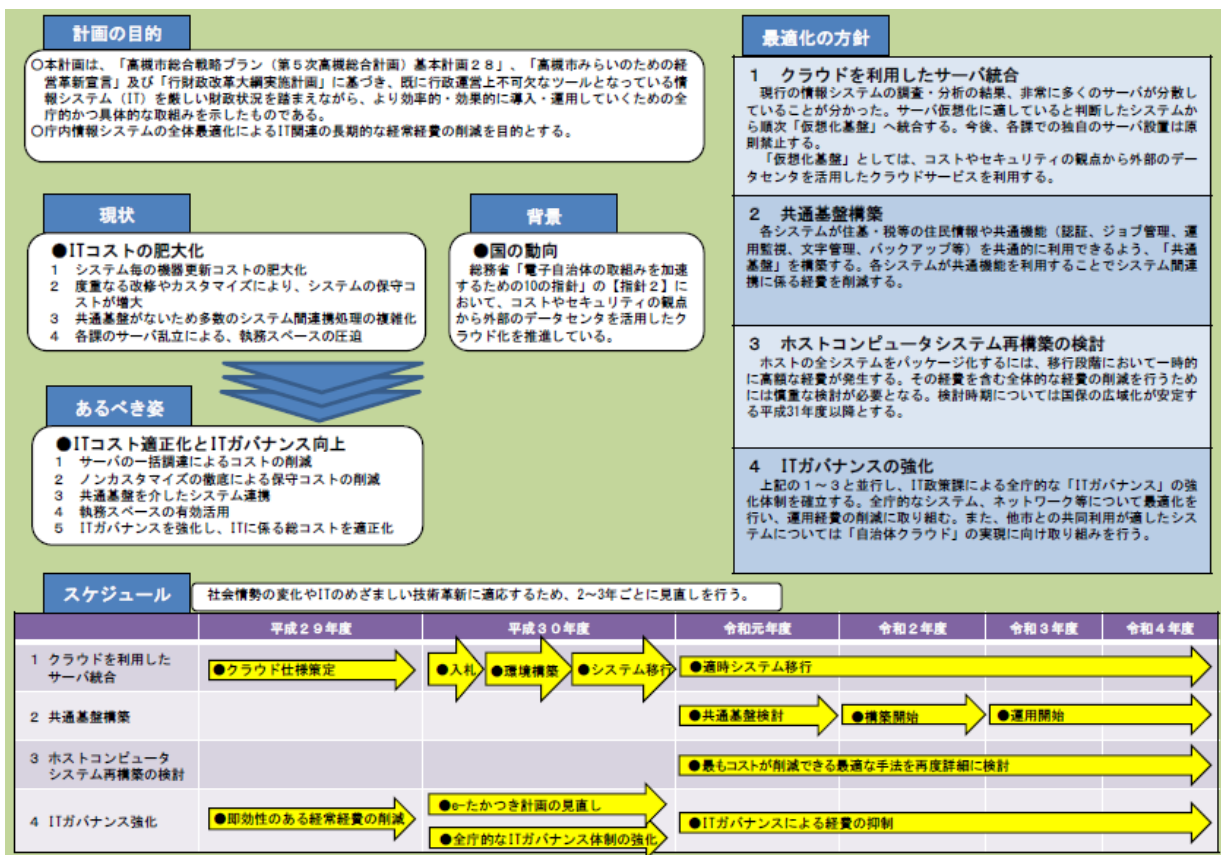 計画の目的
○本計画は、「高槻市総合戦略プラン（第５次高槻総合計画）基本計画２８」、「高槻市みらいのための経
営革新宣言」及び「行財政改革大綱実施計画」に基づき、既に行政運営上不可欠なツールとなっている情
報システム（IT）を厳しい財政状況を踏まえながら、より効率的・効果的に導入・運用していくための全
庁的かつ具体的な取組みを示したものである。
○庁内情報システムの全体最適化によるIT関連の長期的な経常経費の削減を目的とする。
現状
●ITコストの肥大化
1　システム毎の機器更新コストの肥大化
2　度重なる改修やカスタマイズにより、システムの保守コ
ストが増大
3　共通基盤がないため多数のシステム間連携処理の複雑化
4　各課のサーバ乱立による、執務スペースの圧迫
背景
●国の動向
総務省「電子自治体の取組みを加速
するための10の指針」の【指針２】に
おいて、コストやセキュリティの観点
から外部のデータセンタを活用したク
ラウド化を推進している。
あるべき姿
●ITコスト適正化とITガバナンス向上
1　サーバの一括調達によるコストの削減
2　ノンカスタマイズの徹底による保守コストの削減
3　共通基盤を介したシステム連携
4　執務スペースの有効活用
5　ITガバナンスを強化し、ITに係る総コストを適正化
最適化の方針
1　クラウドを利用したサーバ統合
現行の情報システムの調査・分析の結果、非常に多くのサーバが分散し
ていることが分かった。サーバ仮想化に適していると判断したシステムか
ら順次「仮想化基盤」へ統合する。今後、各課での独自のサーバ設置は原
則禁止する。
「仮想化基盤」としては、コストやセキュリティの観点から外部のデー
タセンタを活用したクラウドサービスを利用する。
2　共通基盤構築
各システムが住基・税等の住民情報や共通機能（認証、ジョブ管理、運
用監視、文字管理、バックアップ等）を共通的に利用できるよう、「共通
基盤」を構築する。各システムが共通機能を利用することでシステム間連
携に係る経費を削減する。
3　ホストコンピュータシステム再構築の検討
ホストの全システムをパッケージ化するには、移行段階において一時的
に高額な経費が発生する。その経費を含む全体的な経費の削減を行うため
には慎重な検討が必要となる。検討時期については国保の広域化が安定す
る平成31年度以降とする。
4　ITガバナンスの強化
上記の１～３と並行し、IT政策課による全庁的な「ITガバナンス」の強
化体制を確立する。全庁的なシステム、ネットワーク等について最適化を
行い、運用経費の削減に取り組む。また、他市との共同利用が適したシス
テムについては「自治体クラウド」の実現に向け取り組みを行う。
スケジュール
社会情勢の変化やITのめざましい技術革新に適応するため、2～3年ごとに見直しを行う。
平成２９年度　平成３０年度　令和元年度　令和２年度　令和３年度　令和４年度
1 クラウドを利用した
サーバ統合
●クラウド仕様策定　●入札　●環境構築　●システム移行　●適時システム移行
2 共通基盤構築
●共通基盤検討　●構築開始　●運用開始
3 ホストコンピュータ
システム再構築の検討
●最もコストが削減できる最適な手法を再度詳細に検討
4 ITガバナンス強化
●即効性のある経常経費の削減
●e-たかつき計画の見直し
●全庁的なITガバナンス体制の強化
●ITガバナンスによる経費の抑制